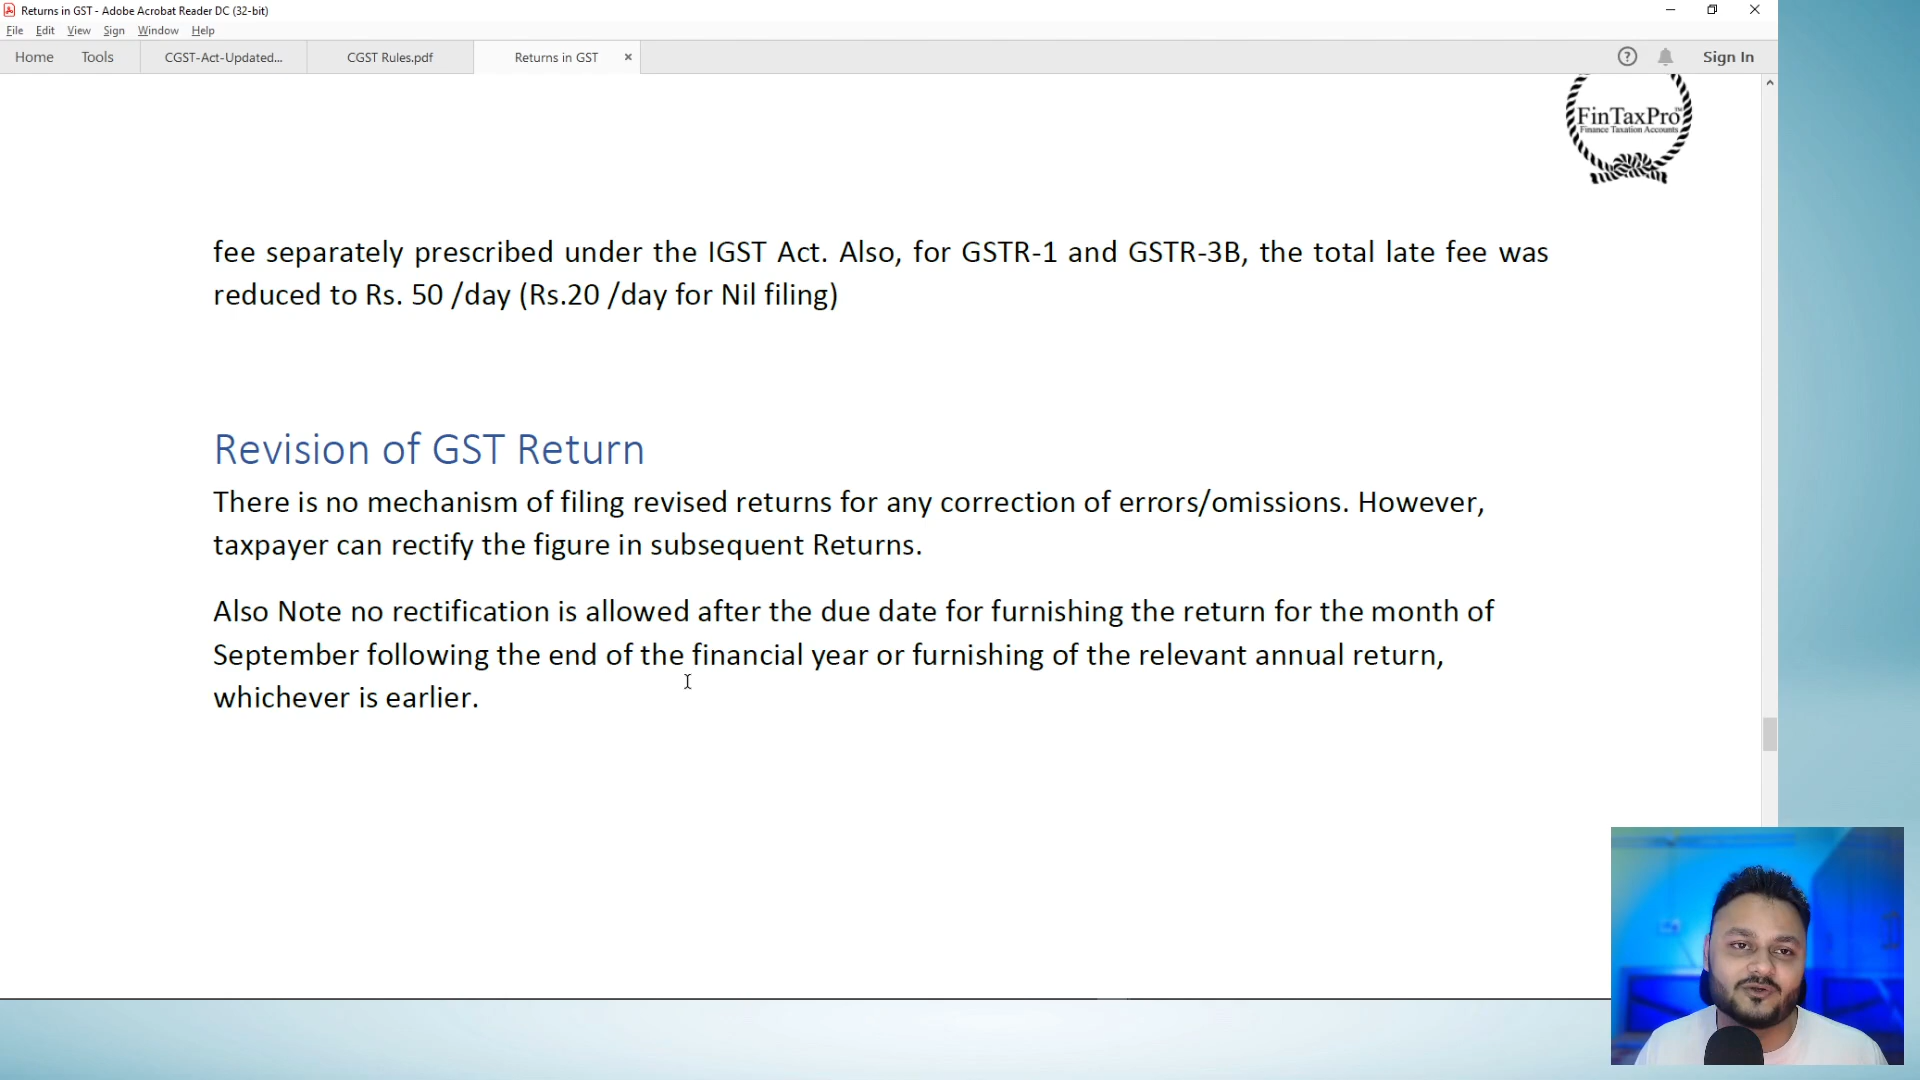 Returns in GST - Adobe Acrobat Reader DC (32-bit)
File Edit View Sign Window Help
Home Tools CGST-Act-Updated... CGST Rules.pdf Returns in GST × ? Sign In
FinTaxPro™
Finance Taxation Accounts
fee separately prescribed under the IGST Act. Also, for GSTR-1 and GSTR-3B, the total late fee was
reduced to Rs. 50 /day (Rs.20 /day for Nil filing)
Revision of GST Return
There is no mechanism of filing revised returns for any correction of errors/omissions. However,
taxpayer can rectify the figure in subsequent Returns.
Also Note no rectification is allowed after the due date for furnishing the return for the month of
September following the end of the financial year or furnishing of the relevant annual return,
whichever is earlier.